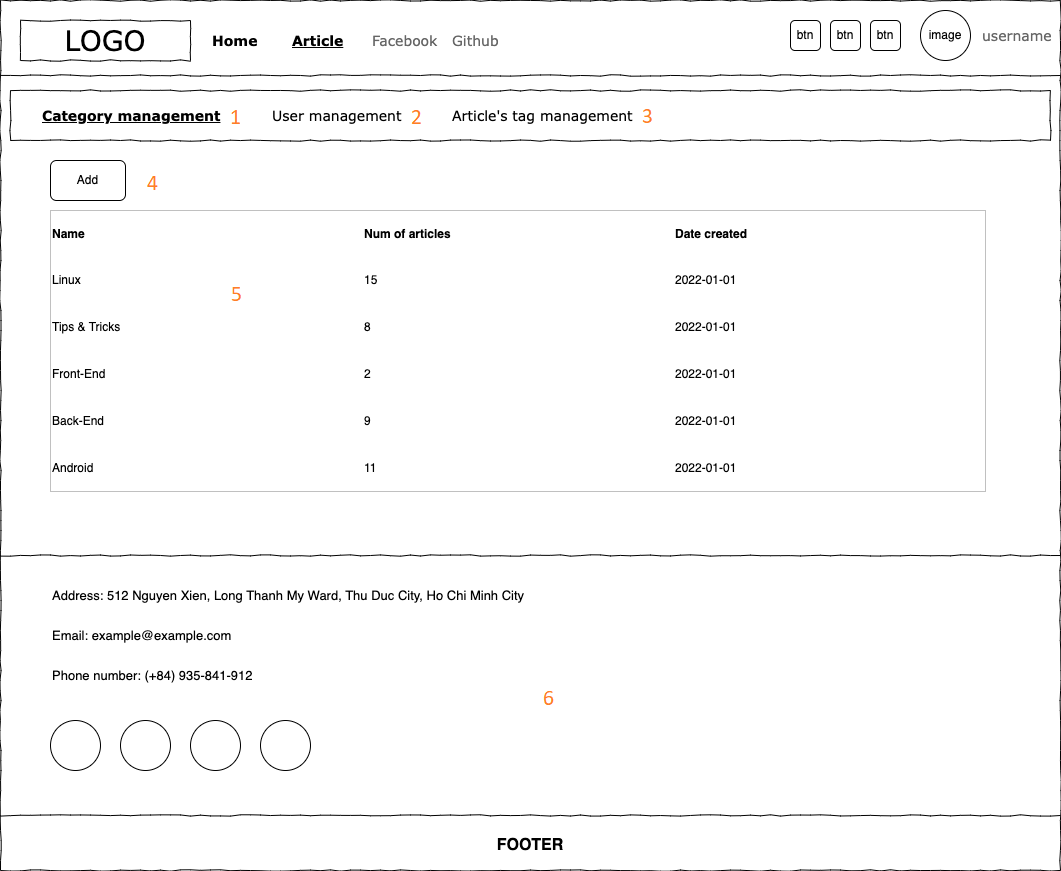 LOGO Home Article Facebook Github btn btn btn image username
Category management 1 User management 2 Article's tag management 3
Add 4
Name Num of articles Date created
Linux 15 2022-01-01
5
Tips & Tricks 8 2022-01-01
Front-End 2 2022-01-01
Back-End 9 2022-01-01
Android 11 2022-01-01
Address: 512 Nguyen Xien, Long Thanh My Ward, Thu Duc City, Ho Chi Minh City
Email: example@example.com
Phone number: (+84) 935-841-912
6
FOOTER